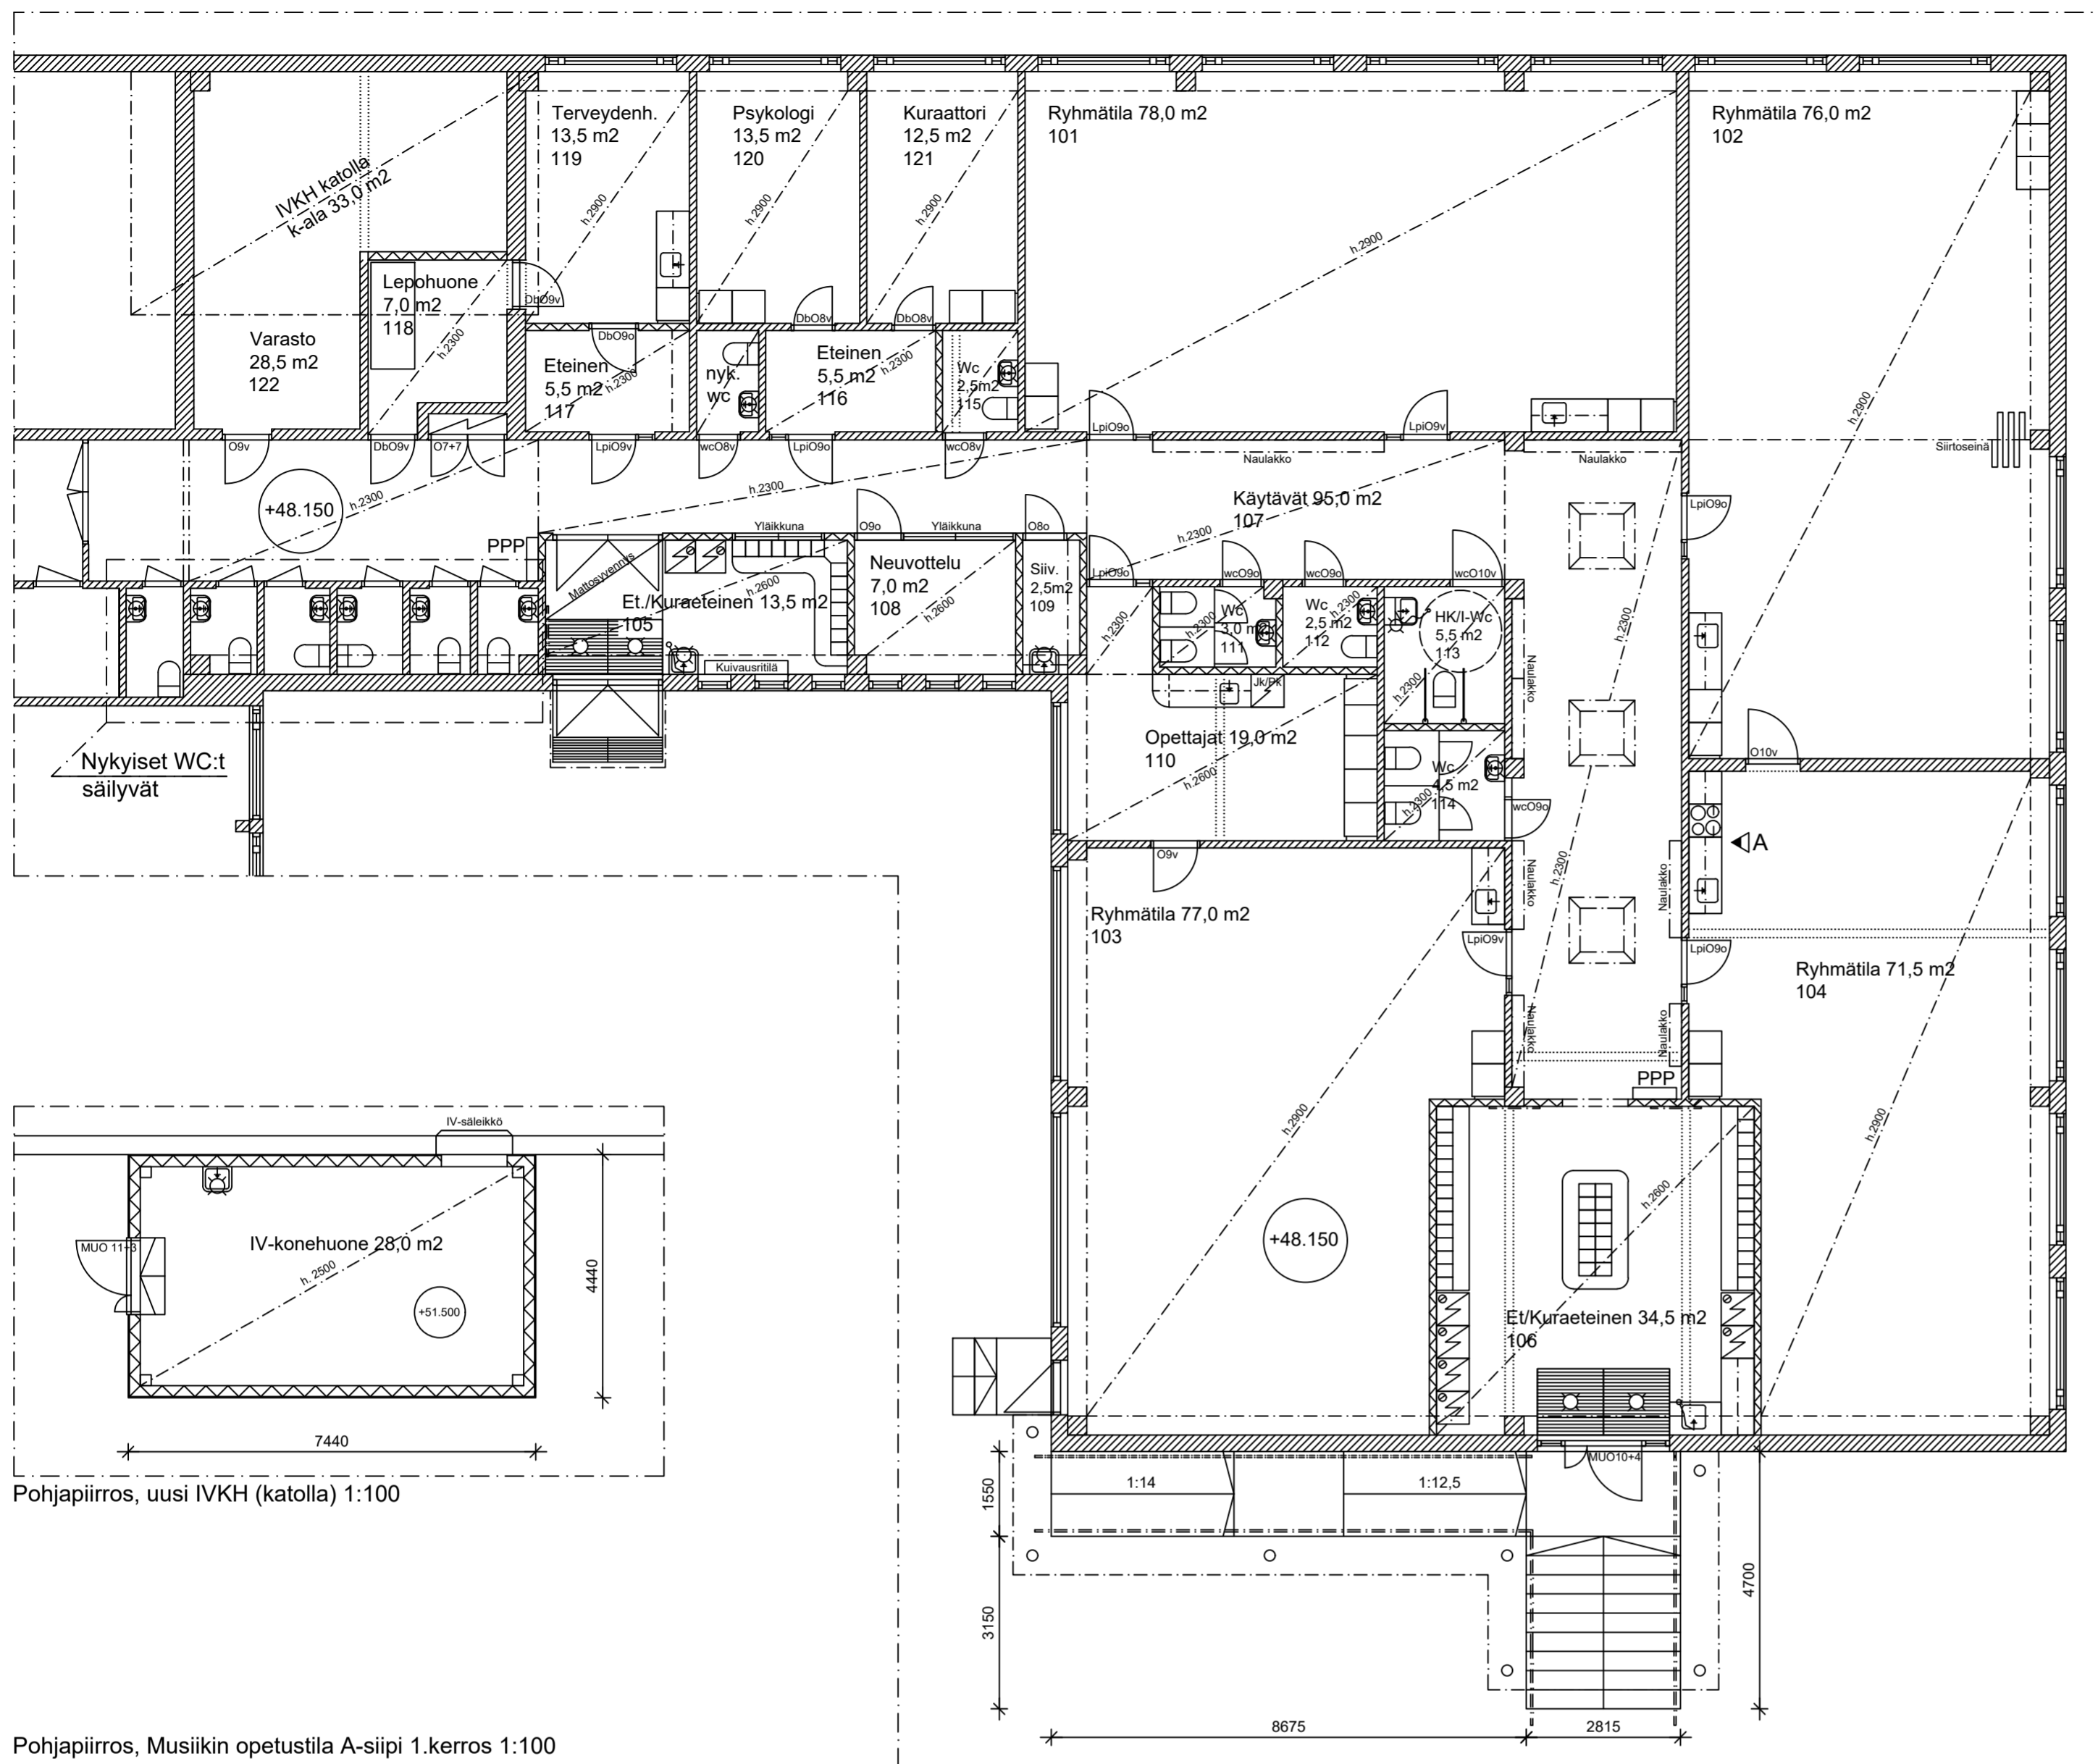 Terveydenh.
13,5 m2
119
h.2900
Psykologi
13,5 m2
120
h.2900
Kuraattori
12,5 m2
121
h.2900
Ryhmätila 78,0 m2
101
h.2900
Ryhmätila 76,0 m2
102
h.2900
IVKH katolla
k-ala 33,0 m2
Lepohuone
7,0 m2
118
h.2300
DbO9v
Varasto
28,5 m2
122
DbO9o
Eteinen
5,5 m2
117
h.2300
nyk.
wc
DbO8v
DbO8v
Eteinen
5,5 m2
116
h.2300
Wc
2,5m2
115
O9v
DbO9v
O7+7
LpiO9v
wcO8v
LpiO9o
wcO8v
LpiO9o
LpiO9v
Naulakko
Naulakko
Siirtoseinä
+48.150
h.2300
h.2300
Käytävät 95,0 m2
107
h.2300
LpiO9o
PPP
Yläikkuna
O9o
Yläikkuna
O8o
Mattosyvennys
Et./Kuraeteinen 13,5 m2
105
h.2600
Kuivausritilä
Neuvottelu
7,0 m2
108
h.2600
Siiv.
2,5m2
109
LpiO9o
h.2300
wcO9o
wcO9o
wcO10v
Wc
3,0 m2
111
h.2300
Wc
2,5 m2
112
h.2300
HK/I-Wc
5,5 m2
113
h.2300
Naulakko
h.2300
Jk/Pk
Opettajat 19,0 m2
110
h.2600
Wc
4,5 m2
114
h.2300
wcO9o
O10v
Nykyiset WC:t
säilyvät
A
O9v
Ryhmätila 77,0 m2
103
h.2900
LpiO9v
Naulakko
h.2300
Naulakko
LpiO9o
Ryhmätila 71,5 m2
104
h.2900
Naulakko
Naulakko
PPP
+48.150
h.2600
Et/Kuraeteinen 34,5 m2
106
MUO10+4
IV-säleikkö
MUO 11+3
IV-konehuone 28,0 m2
h. 2500
+51.500
4440
7440
Pohjapiirros, uusi IVKH (katolla) 1:100
1550
1:14
1:12,5
3150
4700
8675
2815
Pohjapiirros, Musiikin opetustila A-siipi 1.kerros 1:100